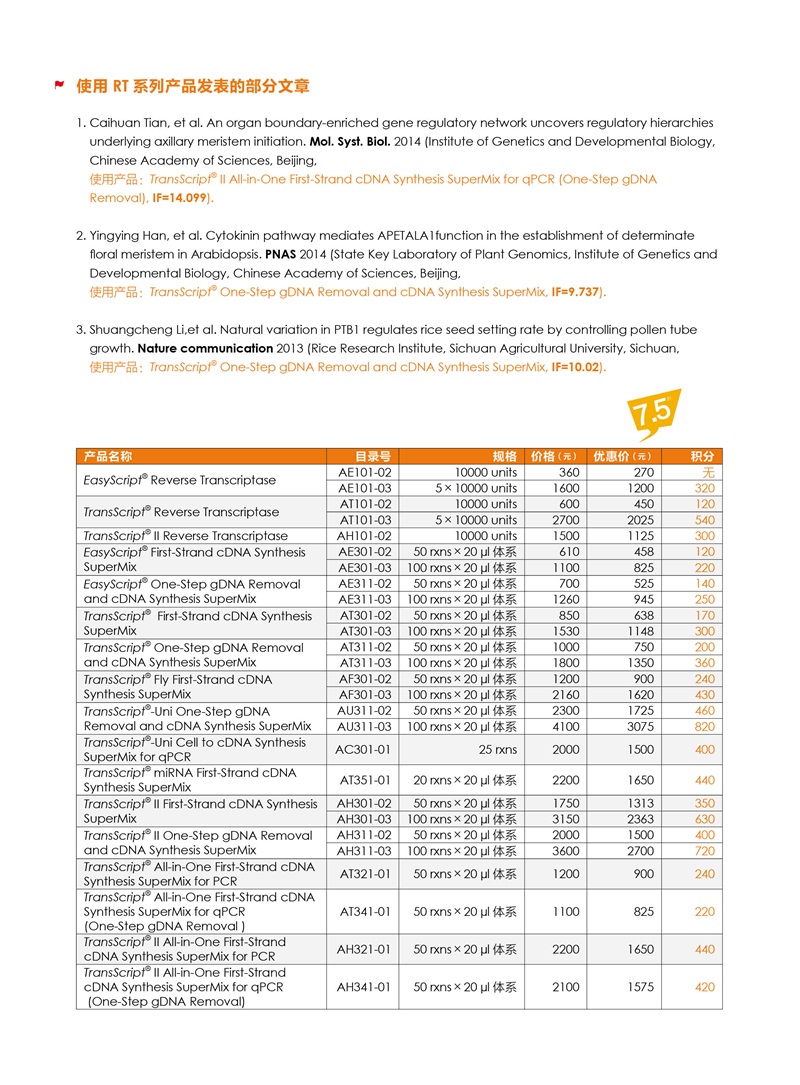 使用 RT 系列产品发表的部分文章
1. Caihuan Tian, et al. An organ boundary-enriched gene regulatory network uncovers regulatory hierarchies
underlying axillary meristem initiation. Mol. Syst. Biol. 2014 (Institute of Genetics and Developmental Biology,
Chinese Academy of Sciences, Beijing,
使用产品：TransScript® II All-in-One First-Strand cDNA Synthesis SuperMix for qPCR (One-Step gDNA
Removal), IF=14.099).
2. Yingying Han, et al. Cytokinin pathway mediates APETALA1function in the establishment of determinate
floral meristem in Arabidopsis. PNAS 2014 (State Key Laboratory of Plant Genomics, Institute of Genetics and
Developmental Biology, Chinese Academy of Sciences, Beijing,
使用产品：TransScript® One-Step gDNA Removal and cDNA Synthesis SuperMix, IF=9.737).
3. Shuangcheng Li,et al. Natural variation in PTB1 regulates rice seed setting rate by controlling pollen tube
growth. Nature communication 2013 (Rice Research Institute, Sichuan Agricultural University, Sichuan,
使用产品：TransScript® One-Step gDNA Removal and cDNA Synthesis SuperMix, IF=10.02).
7.5
产品名称 目录号 规格 价格（元） 优惠价（元） 积分
EasyScript® Reverse Transcriptase
AE101-02 10000 units 360 270 无
AE101-03 5×10000 units 1600 1200 320
TransScript® Reverse Transcriptase
AT101-02 10000 units 600 450 120
AT101-03 5×10000 units 2700 2025 540
TransScript® II Reverse Transcriptase AH101-02 10000 units 1500 1125 300
EasyScript® First-Strand cDNA Synthesis AE301-02 50 rxns×20 μl 体系 610 458 120
SuperMix AE301-03 100 rxns×20 μl 体系 1100 825 220
EasyScript® One-Step gDNA Removal AE311-02 50 rxns×20 μl 体系 700 525 140
and cDNA Synthesis SuperMix AE311-03 100 rxns×20 μl 体系 1260 945 250
TransScript® First-Strand cDNA Synthesis AT301-02 50 rxns×20 μl 体系 850 638 170
SuperMix AT301-03 100 rxns×20 μl 体系 1530 1148 300
TransScript® One-Step gDNA Removal AT311-02 50 rxns×20 μl 体系 1000 750 200
and cDNA Synthesis SuperMix AT311-03 100 rxns×20 μl 体系 1800 1350 360
TransScript® Fly First-Strand cDNA AF301-02 50 rxns×20 μl 体系 1200 900 240
Synthesis SuperMix AF301-03 100 rxns×20 μl 体系 2160 1620 430
TransScript®-Uni One-Step gDNA AU311-02 50 rxns×20 μl 体系 2300 1725 460
Removal and cDNA Synthesis SuperMix AU311-03 100 rxns×20 μl 体系 4100 3075 820
TransScript®-Uni Cell to cDNA Synthesis
SuperMix for qPCR
AC301-01 25 rxns 2000 1500 400
TransScript® miRNA First-Strand cDNA
Synthesis SuperMix
AT351-01 20 rxns×20 μl 体系 2200 1650 440
TransScript® II First-Strand cDNA Synthesis AH301-02 50 rxns×20 μl 体系 1750 1313 350
SuperMix AH301-03 100 rxns×20 μl 体系 3150 2363 630
TransScript® II One-Step gDNA Removal AH311-02 50 rxns×20 μl 体系 2000 1500 400
and cDNA Synthesis SuperMix AH311-03 100 rxns×20 μl 体系 3600 2700 720
TransScript® All-in-One First-Strand cDNA
Synthesis SuperMix for PCR
AT321-01 50 rxns×20 μl 体系 1200 900 240
TransScript® All-in-One First-Strand cDNA
Synthesis SuperMix for qPCR
(One-Step gDNA Removal )
AT341-01 50 rxns×20 μl 体系 1100 825 220
TransScript® II All-in-One First-Strand
cDNA Synthesis SuperMix for PCR
AH321-01 50 rxns×20 μl 体系 2200 1650 440
TransScript® II All-in-One First-Strand
cDNA Synthesis SuperMix for qPCR
(One-Step gDNA Removal)
AH341-01 50 rxns×20 μl 体系 2100 1575 420